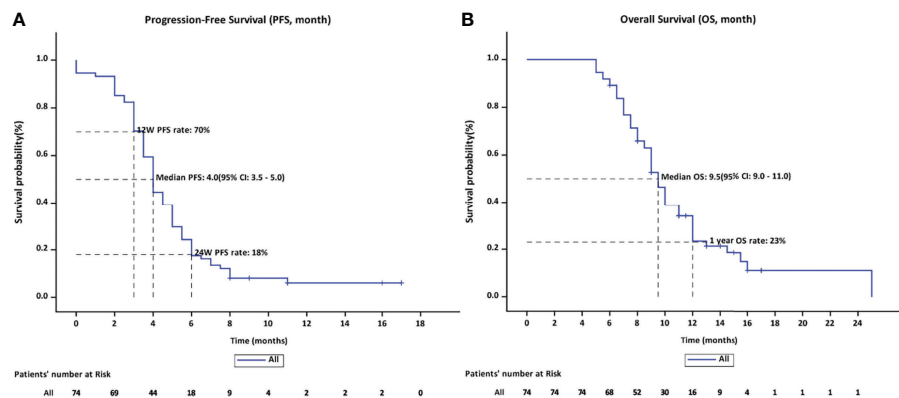 A
Progression-Free Survival (PFS, month)
Survival probability(%)
1.0
0.8
0.6
0.4
0.2
0.0
12W PFS rate: 70%
Median PFS: 4.0(95% CI: 3.5 - 5.0)
24W PFS rate: 18%
0 2 4 6 8 10 12 14 16 18
Time (months)
All
Patients' number at Risk
All 74 69 44 18 9 4 2 2 2 0
B
Overall Survival (OS, month)
Survival probability(%)
1.0
0.8
0.6
0.4
0.2
0.0
Median OS: 9.5(95% CI: 9.0 - 11.0)
1 year OS rate: 23%
0 2 4 6 8 10 12 14 16 18 20 22 24
Time (months)
All
Patients' number at Risk
All 74 74 74 74 68 52 30 16 9 4 1 1 1 1